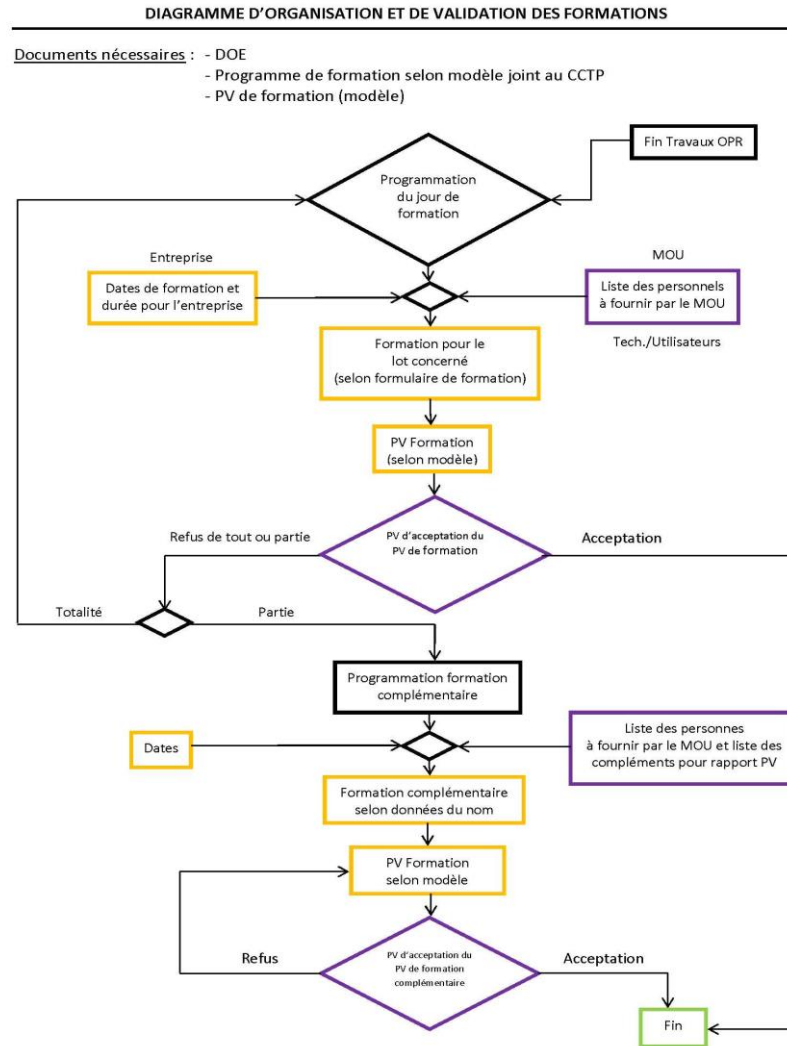 DIAGRAMME D’ORGANISATION ET DE VALIDATION DES FORMATIONS
Documents nécessaires : - DOE
- Programme de formation selon modèle joint au CCTP
- PV de formation (modèle)
Fin Travaux OPR
Programmation
du jour de
formation
Entreprise
MOU
Dates de formation et
durée pour l’entreprise
Liste des personnels
à fournir par le MOU
Tech./Utilisateurs
Formation pour le
lot concerné
(selon formulaire de formation)
PV Formation
(selon modèle)
Refus de tout ou partie
PV d’acceptation du
PV de formation
Acceptation
Totalité
Partie
Programmation formation
complémentaire
Dates
Liste des personnes
à fournir par le MOU et liste des
compléments pour rapport PV
Formation complémentaire
selon données du nom
PV Formation
selon modèle
Refus
PV d’acceptation du
PV de formation
complémentaire
Acceptation
Fin